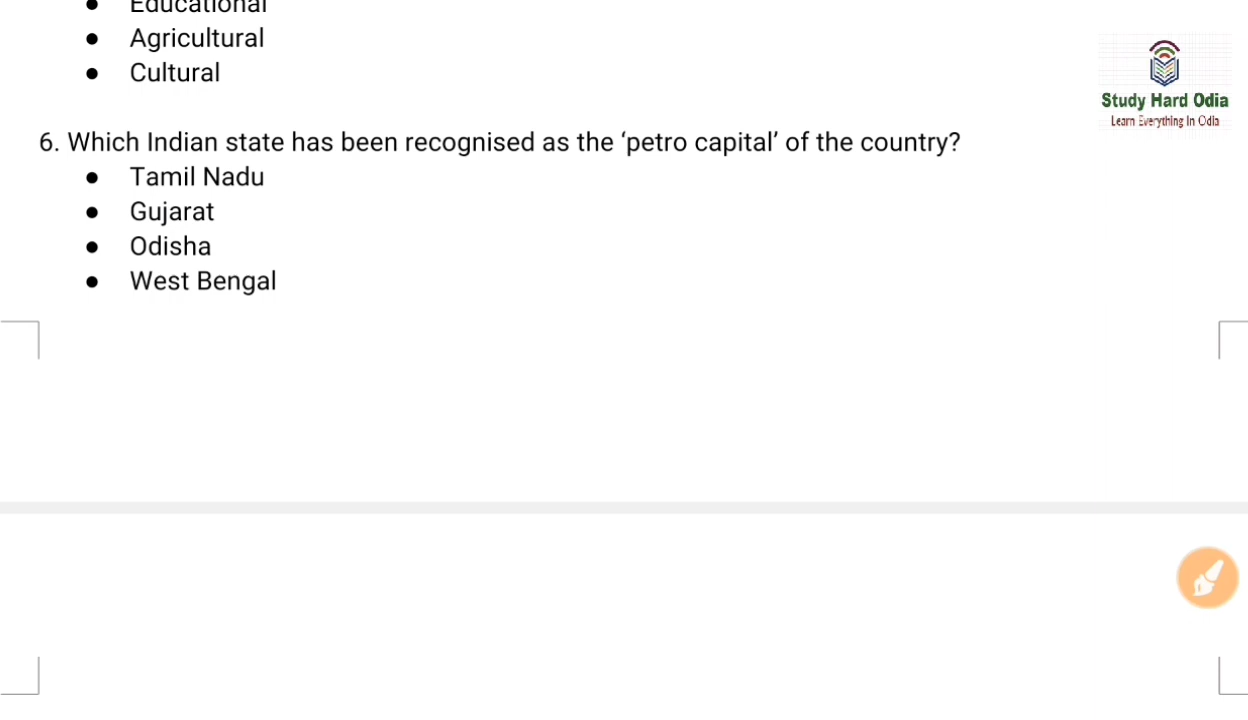 Educational
● Agricultural
● Cultural
Study Hard Odia
Learn Everything In Odia
6. Which Indian state has been recognised as the ‘petro capital’ of the country?
● Tamil Nadu
● Gujarat
● Odisha
● West Bengal